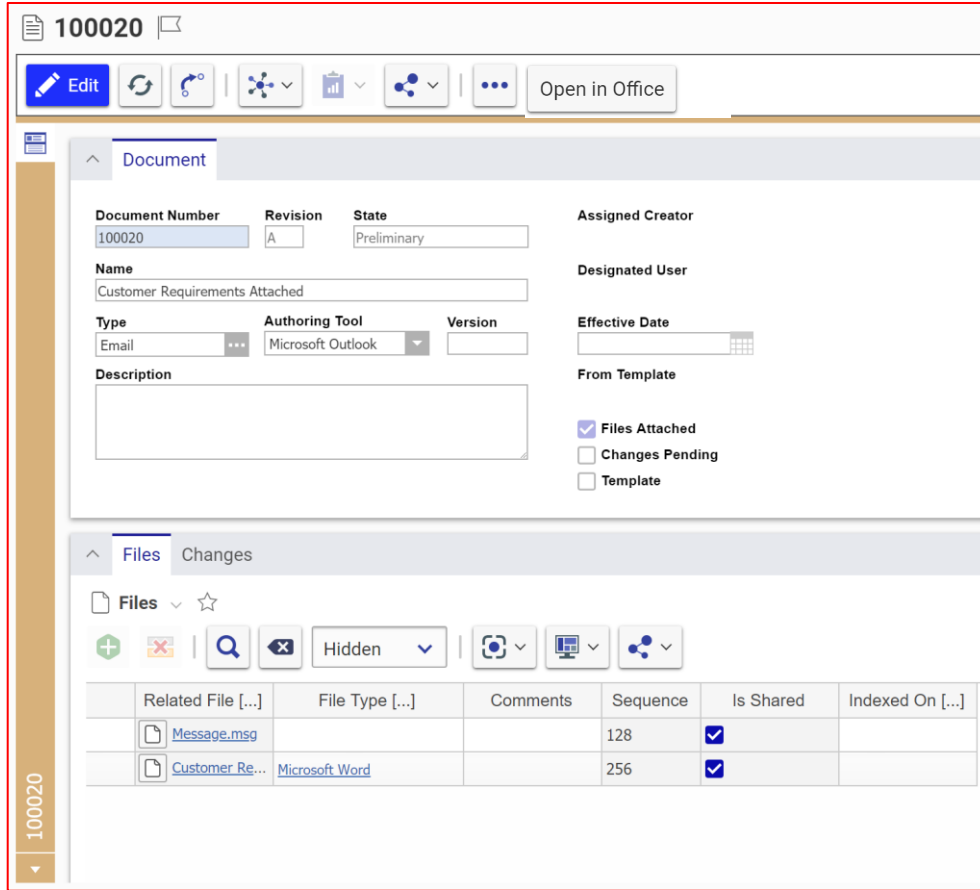 100020
Edit
Open in Office
Document
Document Number Revision State Assigned Creator
100020 A Preliminary
Name Designated User
Customer Requirements Attached
Type Authoring Tool Version Effective Date
Email Microsoft Outlook
Description From Template
Files Attached
Changes Pending
Template
Files Changes
Files
Hidden
Related File [...] File Type [...] Comments Sequence Is Shared Indexed On [...]
Message.msg 128
Customer Re... Microsoft Word 256
100020